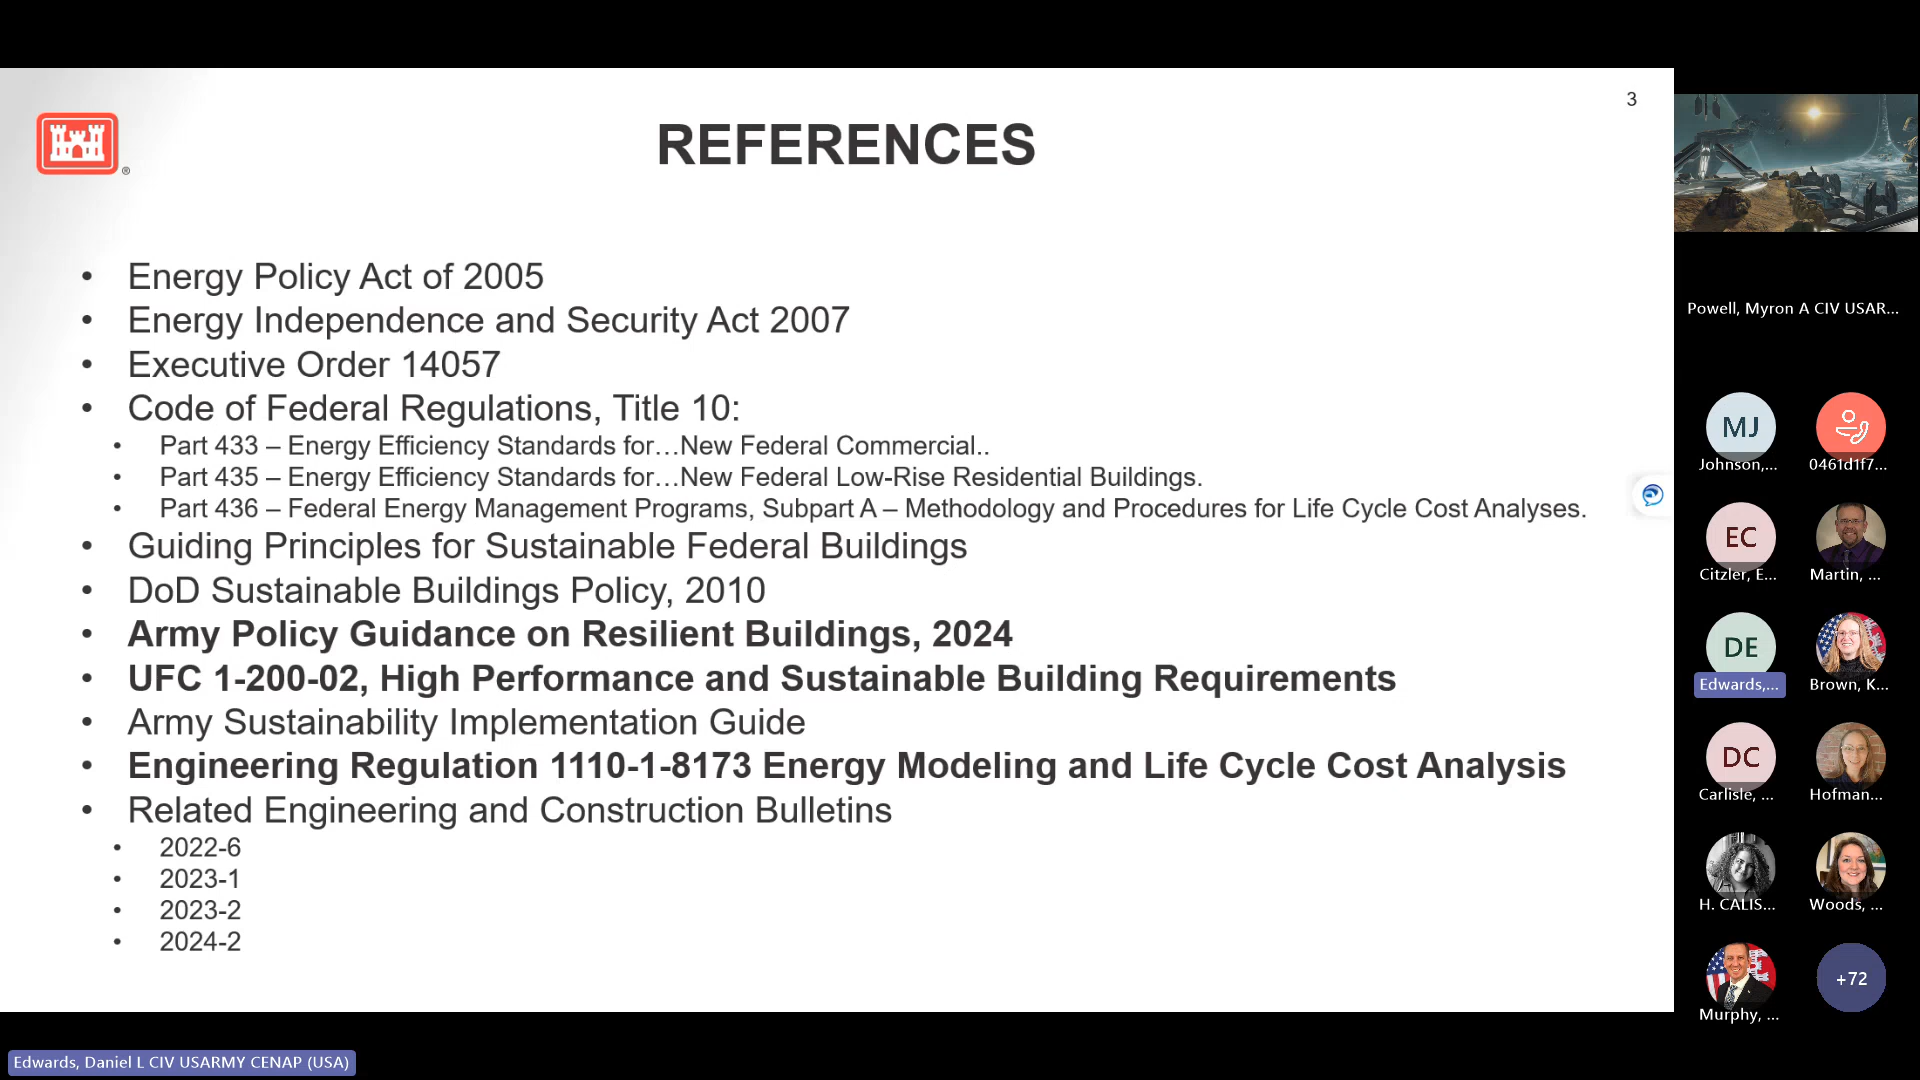 3
REFERENCES
®
• Energy Policy Act of 2005
• Energy Independence and Security Act 2007
• Executive Order 14057
• Code of Federal Regulations, Title 10:
• Part 433 – Energy Efficiency Standards for…New Federal Commercial..
• Part 435 – Energy Efficiency Standards for…New Federal Low-Rise Residential Buildings.
• Part 436 – Federal Energy Management Programs, Subpart A – Methodology and Procedures for Life Cycle Cost Analyses.
• Guiding Principles for Sustainable Federal Buildings
• DoD Sustainable Buildings Policy, 2010
• Army Policy Guidance on Resilient Buildings, 2024
• UFC 1-200-02, High Performance and Sustainable Building Requirements
• Army Sustainability Implementation Guide
• Engineering Regulation 1110-1-8173 Energy Modeling and Life Cycle Cost Analysis
• Related Engineering and Construction Bulletins
• 2022-6
• 2023-1
• 2023-2
• 2024-2
Powell, Myron A CIV USAR...
MJ
Johnson,...
0461d1f7...
EC
Citzler, E...
Martin, ...
DE
Edwards,...
Brown, K...
DC
Carlisle, ...
Hofman...
H. CALIS...
Woods, ...
Murphy, ...
+72
Edwards, Daniel L CIV USARMY CENAP (USA)